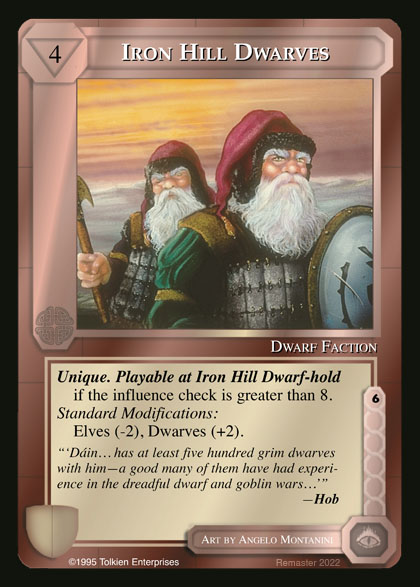 4
IRON HILL DWARVES
DWARF FACTION
Unique. Playable at Iron Hill Dwarf-hold
if the influence check is greater than 8.
Standard Modifications:
Elves (-2), Dwarves (+2).
“‘Dáin… has at least five hundred grim dwarves
with him—a good many of them have had experi-
ence in the dreadful dwarf and goblin wars…’”
—Hob
6
ART BY ANGELO MONTANINI
©1995 Tolkien Enterprises
Remaster 2022